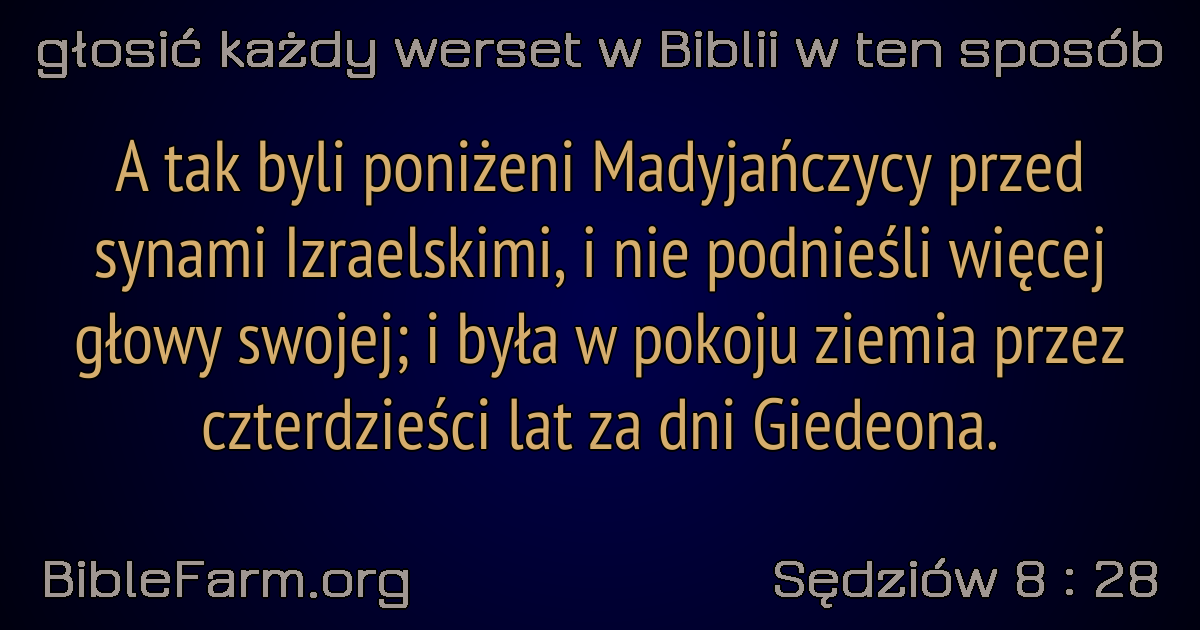 głosić każdy werset w Biblii w ten sposób
A tak byli poniżeni Madyjańczycy przed
synami Izraelskimi, i nie podnieśli więcej
głowy swojej; i była w pokoju ziemia przez
czterdzieści lat za dni Giedeona.
BibleFarm.org
Sędziów 8 : 28